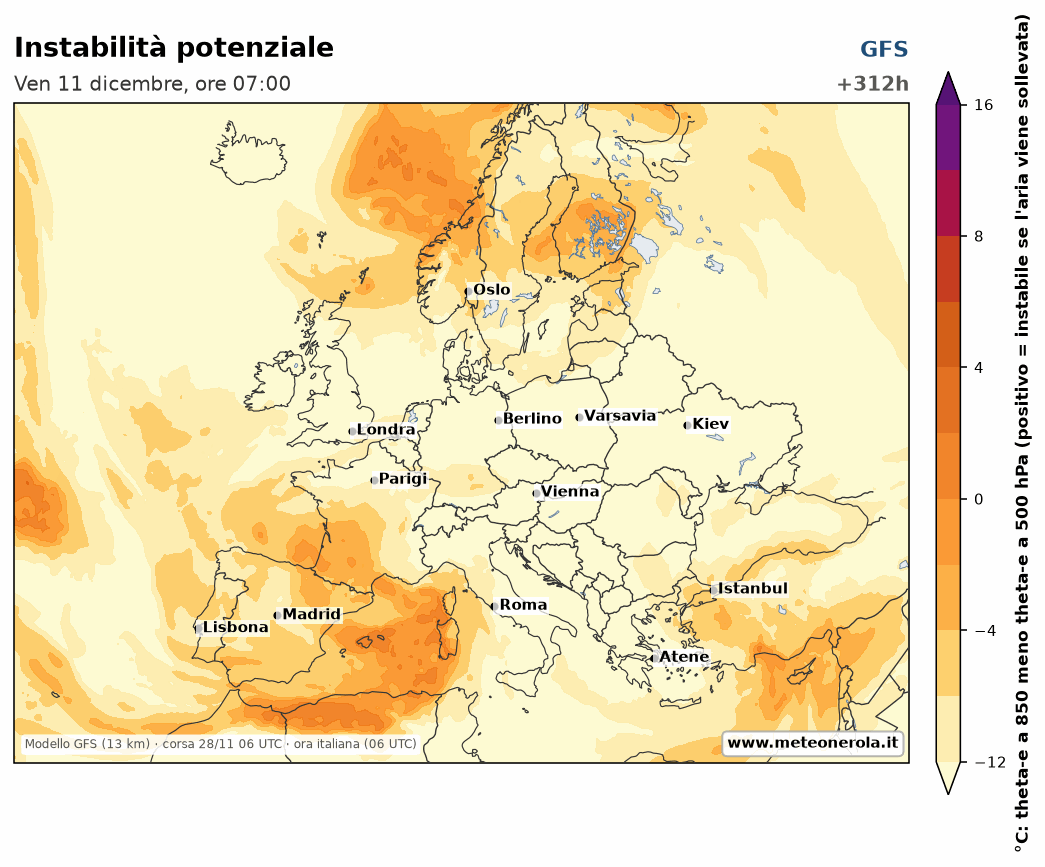 Instabilità potenziale
GFS
Ven 11 dicembre, ore 07:00
+312h
Oslo
Berlino
Varsavia
Kiev
Londra
Parigi
Vienna
Istanbul
Roma
Madrid
Lisbona
Atene
Modello GFS (13 km) · corsa 28/11 06 UTC · ora italiana (06 UTC)
www.meteonerola.it
16
8
4
0
−4
−12
°C: theta-e a 850 meno theta-e a 500 hPa (positivo = instabile se l'aria viene sollevata)